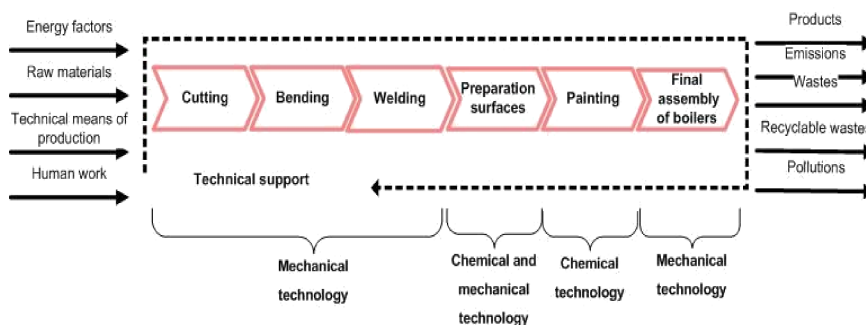 Energy factors
Raw materials
Technical means of
production
Human work
Cutting
Bending
Welding
Preparation
surfaces
Painting
Final
assembly
of boilers
Technical support
Products
Emissions
Wastes
Recyclable waste
Pollutions
Mechanical
technology
Chemical and
mechanical
technology
Chemical
technology
Mechanical
technology